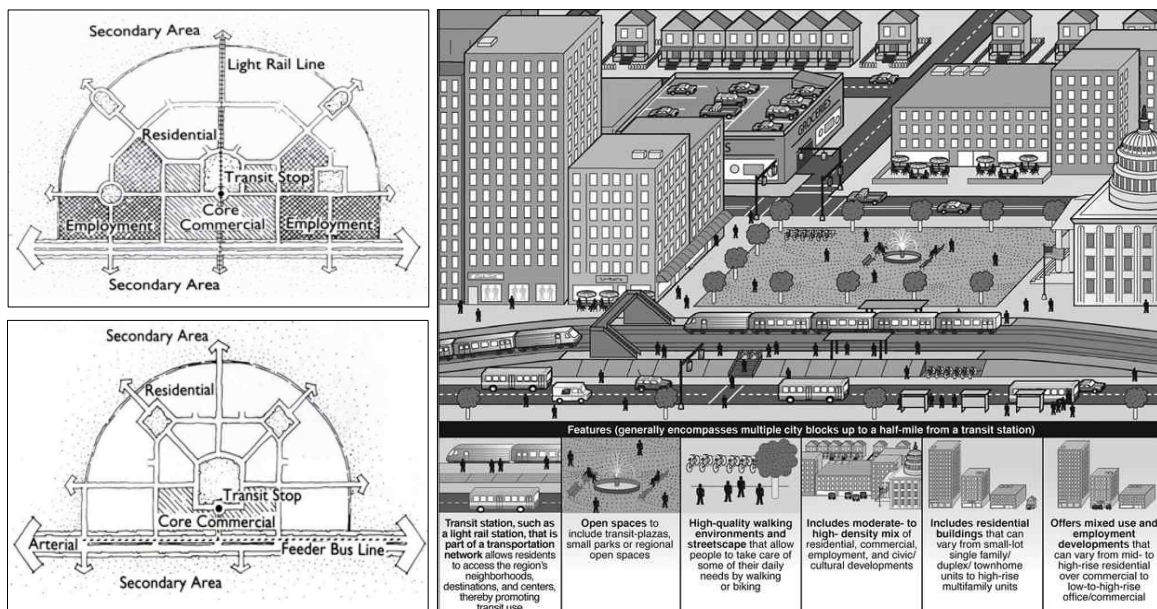 Secondary Area
Light Rail Line
Residential
Transit Stop
Core
Commercial
Employment
Employment
Secondary Area
Secondary Area
Residential
Transit Stop
Core Commercial
Arterial
Feeder Bus Line
Secondary Area
GROCERIES
Features (generally encompasses multiple city blocks up to a half-mile from a transit station)
Transit station, such as
a light rail station, that is
part of a transportation
network allows residents
to access the region's
neighborhoods,
destinations, and centers,
thereby promoting
transit use
Open spaces to
include transit-plazas,
small parks or regional
open spaces
High-quality walking
environments and
streetscape that allow
people to take care of
some of their daily
needs by walking
or biking
Includes moderate- to
high- density mix of
residential, commercial,
employment, and civic/
cultural developments
Includes residential
buildings that can
vary from small-lot
single family/
duplex/ townhome
units to high-rise
multifamily units
Offers mixed use and
employment
developments that
can vary from mid- to
high-rise residential
over commercial to
low-to-high-rise
office/commercial